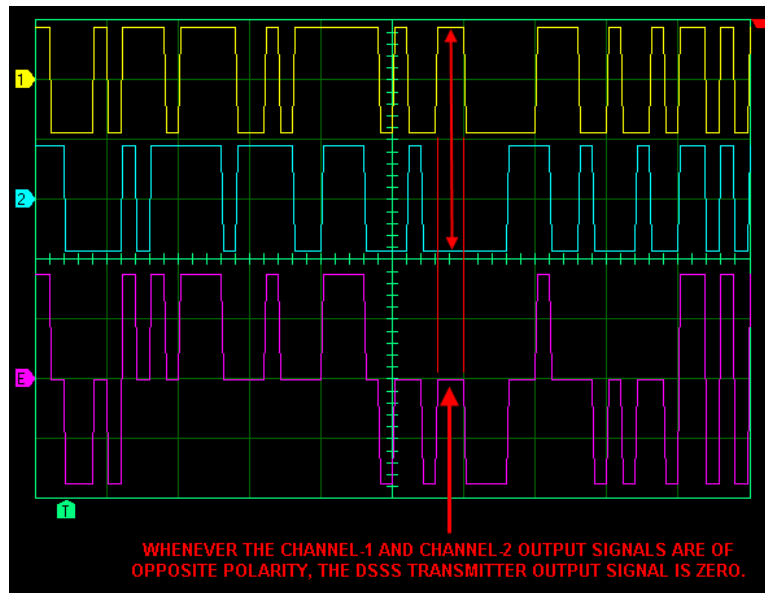 1
2
E
T
WHENEVER THE CHANNEL-1 AND CHANNEL-2 OUTPUT SIGNALS ARE OF
OPPOSITE POLARITY, THE DSSS TRANSMITTER OUTPUT SIGNAL IS ZERO.